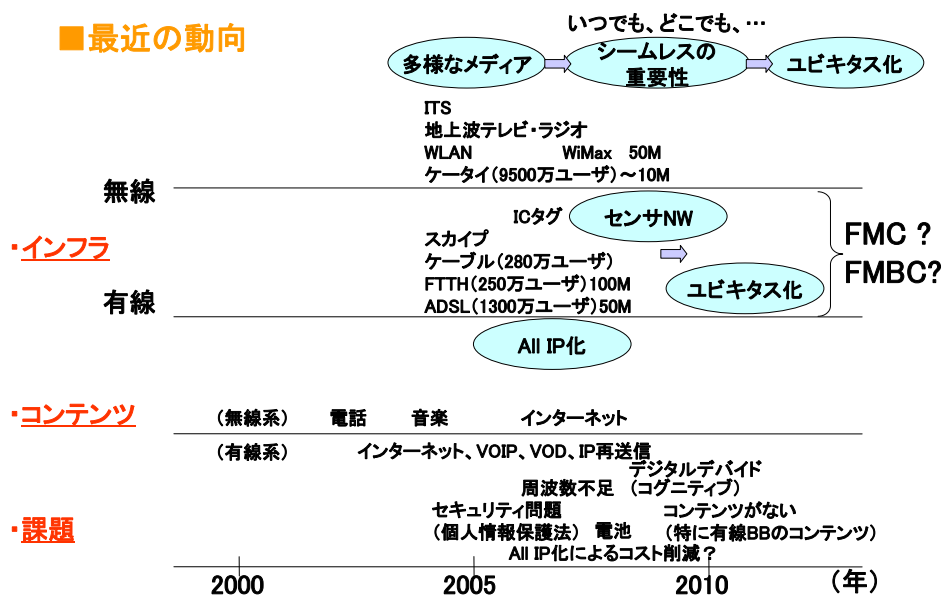 ■最近の動向
いつでも、どこでも、…
多様なメディア
シームレスの
重要性
ユビキタス化
ITS
地上波テレビ・ラジオ
WLAN WiMax 50M
ケータイ(9500万ユーザ)～10M
無線
ICタグ
センサNW
・インフラ
スカイプ
ケーブル(280万ユーザ)
FTTH(250万ユーザ)100M
ADSL(1300万ユーザ)50M
ユビキタス化
FMC ?
FMBC?
有線
All IP化
・コンテンツ
(無線系) 電話 音楽 インターネット
(有線系) インターネット、VOIP、VOD、IP再送信
・課題
デジタルデバイド
周波数不足 (コグニティブ)
セキュリティ問題 コンテンツがない
(個人情報保護法) 電池 (特に有線BBのコンテンツ)
All IP化によるコスト削減?
2000 2005 2010 (年)